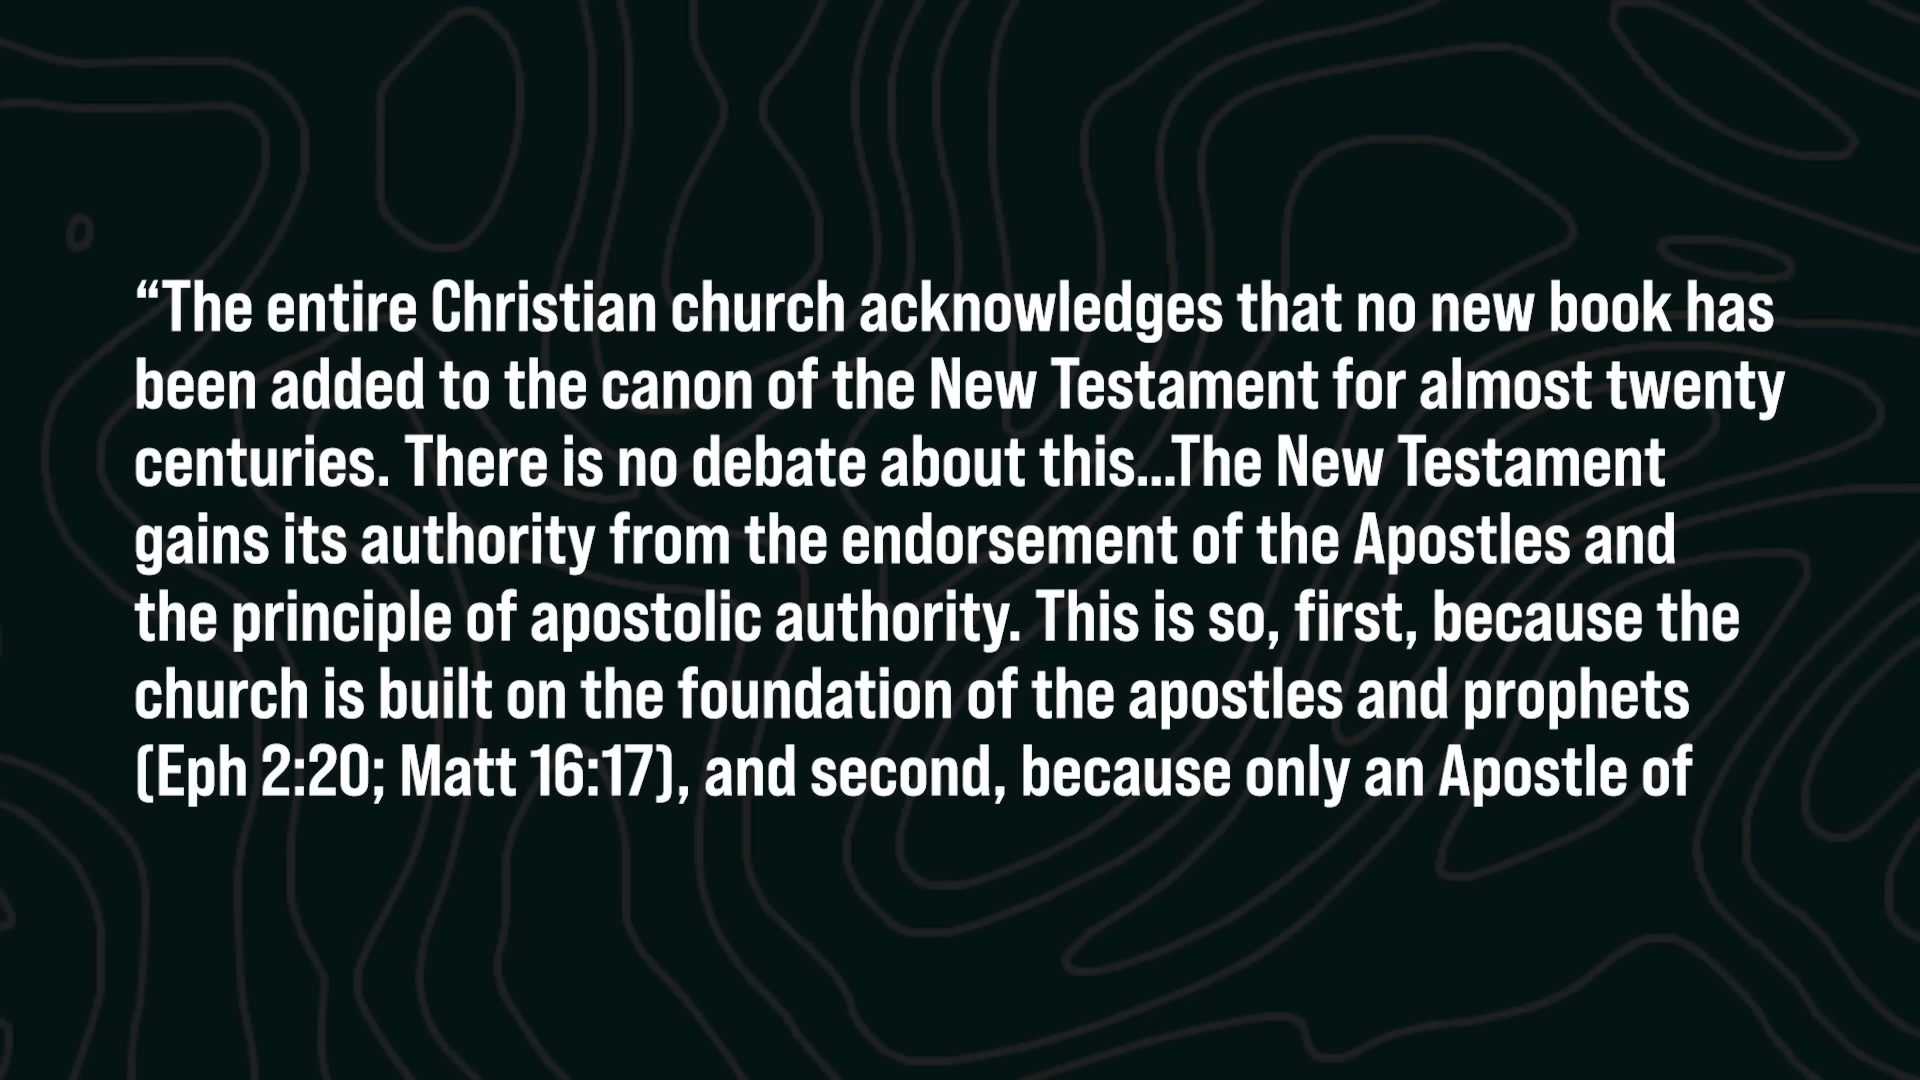 “The entire Christian church acknowledges that no new book has
been added to the canon of the New Testament for almost twenty
centuries. There is no debate about this...The New Testament
gains its authority from the endorsement of the Apostles and
the principle of apostolic authority. This is so, first, because the
church is built on the foundation of the apostles and prophets
(Eph 2:20; Matt 16:17), and second, because only an Apostle of